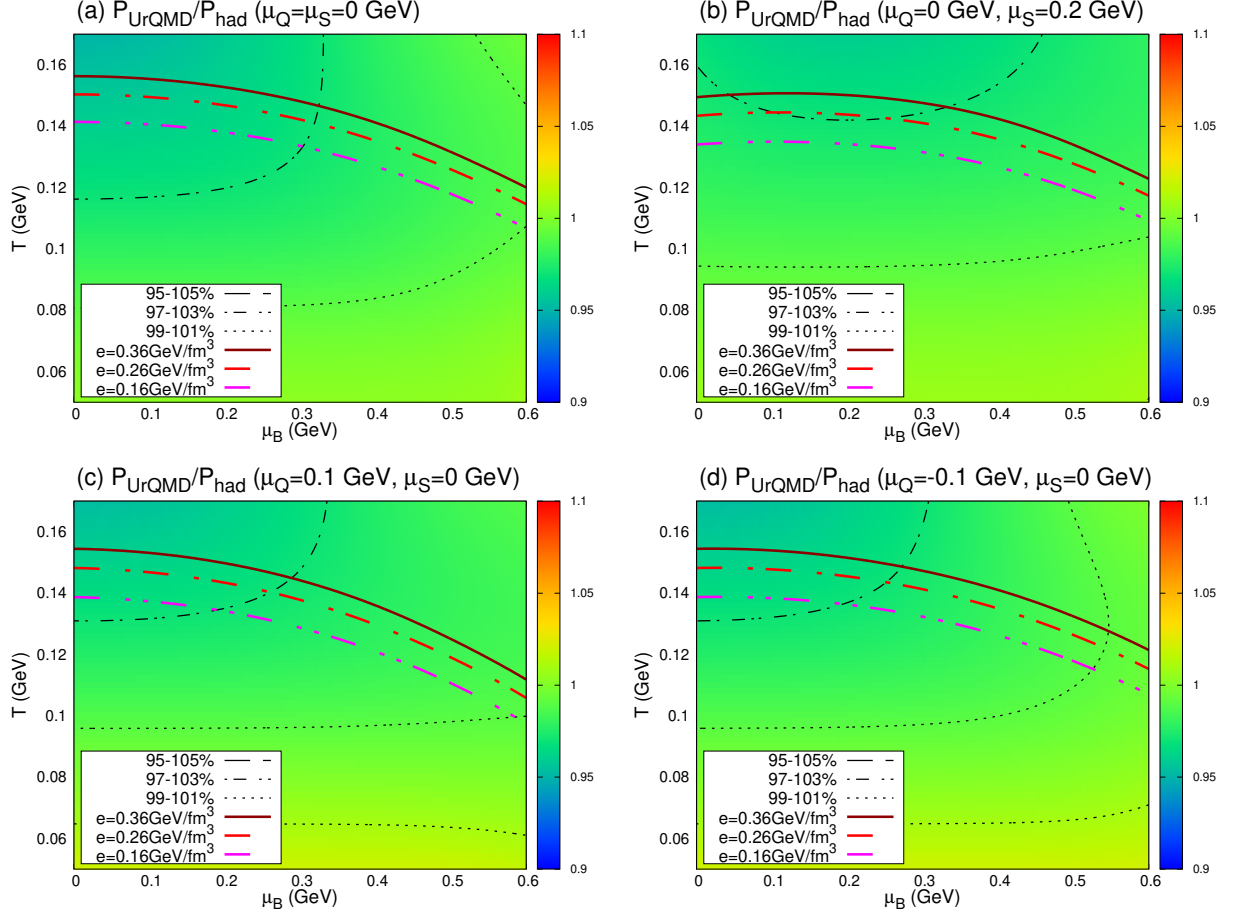 (a) P_UrQMD/P_had (μ_Q=μ_S=0 GeV)
T (GeV)
0.16
0.14
0.12
0.1
0.08
0.06
95-105%
97-103%
99-101%
e=0.36GeV/fm³
e=0.26GeV/fm³
e=0.16GeV/fm³
0 0.1 0.2 0.3 0.4 0.5 0.6
μ_B (GeV)
1.1
1.05
1
0.95
0.9
(b) P_UrQMD/P_had (μ_Q=0 GeV, μ_S=0.2 GeV)
T (GeV)
0.16
0.14
0.12
0.1
0.08
0.06
95-105%
97-103%
99-101%
e=0.36GeV/fm³
e=0.26GeV/fm³
e=0.16GeV/fm³
0 0.1 0.2 0.3 0.4 0.5 0.6
μ_B (GeV)
1.1
1.05
1
0.95
0.9
(c) P_UrQMD/P_had (μ_Q=0.1 GeV, μ_S=0 GeV)
T (GeV)
0.16
0.14
0.12
0.1
0.08
0.06
95-105%
97-103%
99-101%
e=0.36GeV/fm³
e=0.26GeV/fm³
e=0.16GeV/fm³
0 0.1 0.2 0.3 0.4 0.5 0.6
μ_B (GeV)
1.1
1.05
1
0.95
0.9
(d) P_UrQMD/P_had (μ_Q=-0.1 GeV, μ_S=0 GeV)
T (GeV)
0.16
0.14
0.12
0.1
0.08
0.06
95-105%
97-103%
99-101%
e=0.36GeV/fm³
e=0.26GeV/fm³
e=0.16GeV/fm³
0 0.1 0.2 0.3 0.4 0.5 0.6
μ_B (GeV)
1.1
1.05
1
0.95
0.9